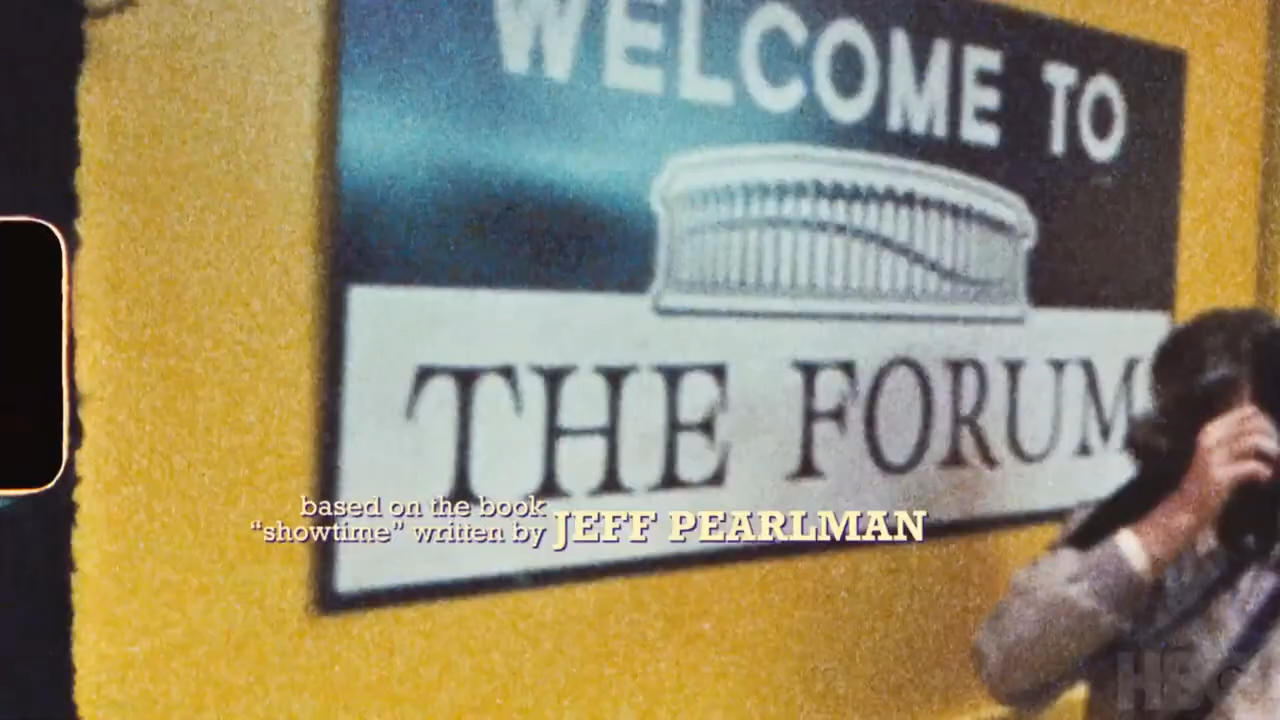 WELCOME TO
THE FORUM
based on the book
“showtime” written by JEFF PEARLMAN
HBO